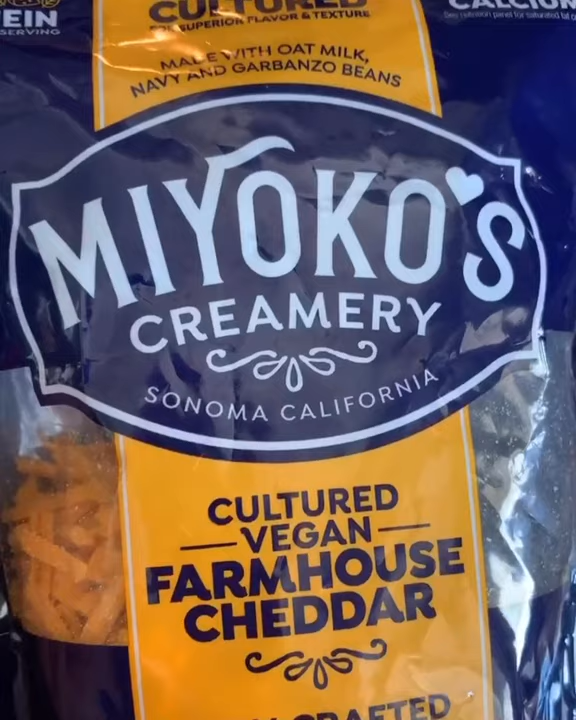 EIN
SERVING
CULTURED
FOR SUPERIOR FLAVOR & TEXTURE
CALCIUM
MADE WITH OAT MILK,
NAVY AND GARBANZO BEANS
MIYOKO'S
CREAMERY
SONOMA CALIFORNIA
CULTURED
VEGAN
FARMHOUSE
CHEDDAR
CRAFTED